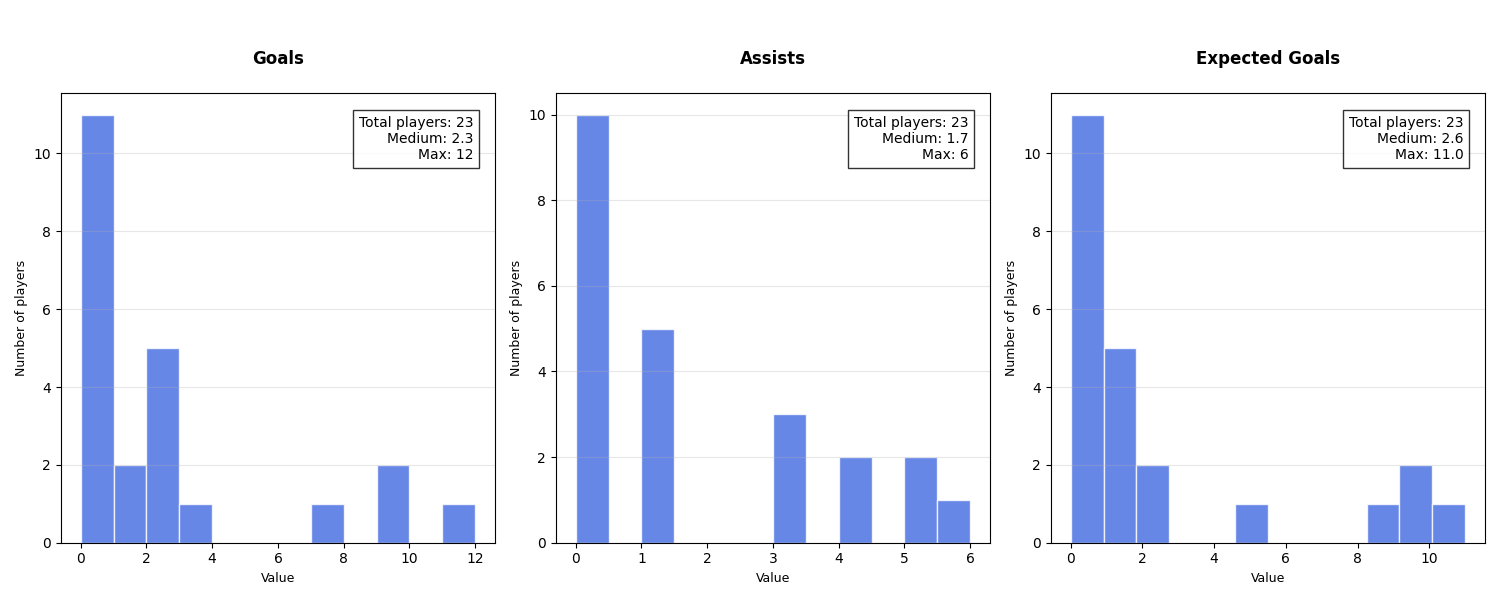 Goals
Total players: 23
Medium: 2.3
Max: 12
Number of players
10
8
6
4
2
0
0 2 4 6 8 10 12
Value
Assists
Total players: 23
Medium: 1.7
Max: 6
Number of players
10
8
6
4
2
0
0 1 2 3 4 5 6
Value
Expected Goals
Total players: 23
Medium: 2.6
Max: 11.0
Number of players
10
8
6
4
2
0
0 2 4 6 8 10
Value